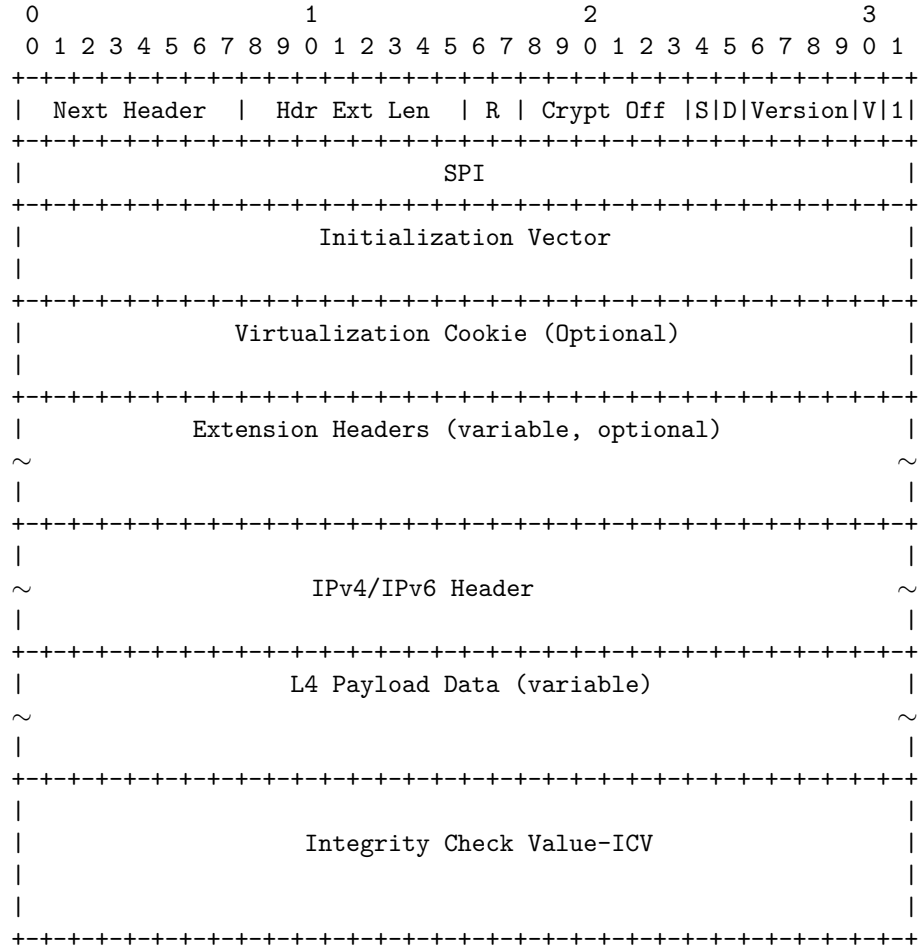 0                   1                   2                   3
 0 1 2 3 4 5 6 7 8 9 0 1 2 3 4 5 6 7 8 9 0 1 2 3 4 5 6 7 8 9 0 1
+-+-+-+-+-+-+-+-+-+-+-+-+-+-+-+-+-+-+-+-+-+-+-+-+-+-+-+-+-+-+-+-+
|  Next Header  |  Hdr Ext Len  | R | Crypt Off |S|D|Version|V|1|
+-+-+-+-+-+-+-+-+-+-+-+-+-+-+-+-+-+-+-+-+-+-+-+-+-+-+-+-+-+-+-+-+
|                              SPI                              |
+-+-+-+-+-+-+-+-+-+-+-+-+-+-+-+-+-+-+-+-+-+-+-+-+-+-+-+-+-+-+-+-+
|                     Initialization Vector                     |
|                                                               |
+-+-+-+-+-+-+-+-+-+-+-+-+-+-+-+-+-+-+-+-+-+-+-+-+-+-+-+-+-+-+-+-+
|               Virtualization Cookie (Optional)                |
|                                                               |
+-+-+-+-+-+-+-+-+-+-+-+-+-+-+-+-+-+-+-+-+-+-+-+-+-+-+-+-+-+-+-+-+
|            Extension Headers (variable, optional)             |
~                                                               ~
|                                                               |
+-+-+-+-+-+-+-+-+-+-+-+-+-+-+-+-+-+-+-+-+-+-+-+-+-+-+-+-+-+-+-+-+
|                                                               |
~                    IPv4/IPv6 Header                           ~
|                                                               |
+-+-+-+-+-+-+-+-+-+-+-+-+-+-+-+-+-+-+-+-+-+-+-+-+-+-+-+-+-+-+-+-+
|                   L4 Payload Data (variable)                  |
~                                                               ~
|                                                               |
+-+-+-+-+-+-+-+-+-+-+-+-+-+-+-+-+-+-+-+-+-+-+-+-+-+-+-+-+-+-+-+-+
|                                                               |
|                    Integrity Check Value-ICV                  |
|                                                               |
|                                                               |
+-+-+-+-+-+-+-+-+-+-+-+-+-+-+-+-+-+-+-+-+-+-+-+-+-+-+-+-+-+-+-+-+